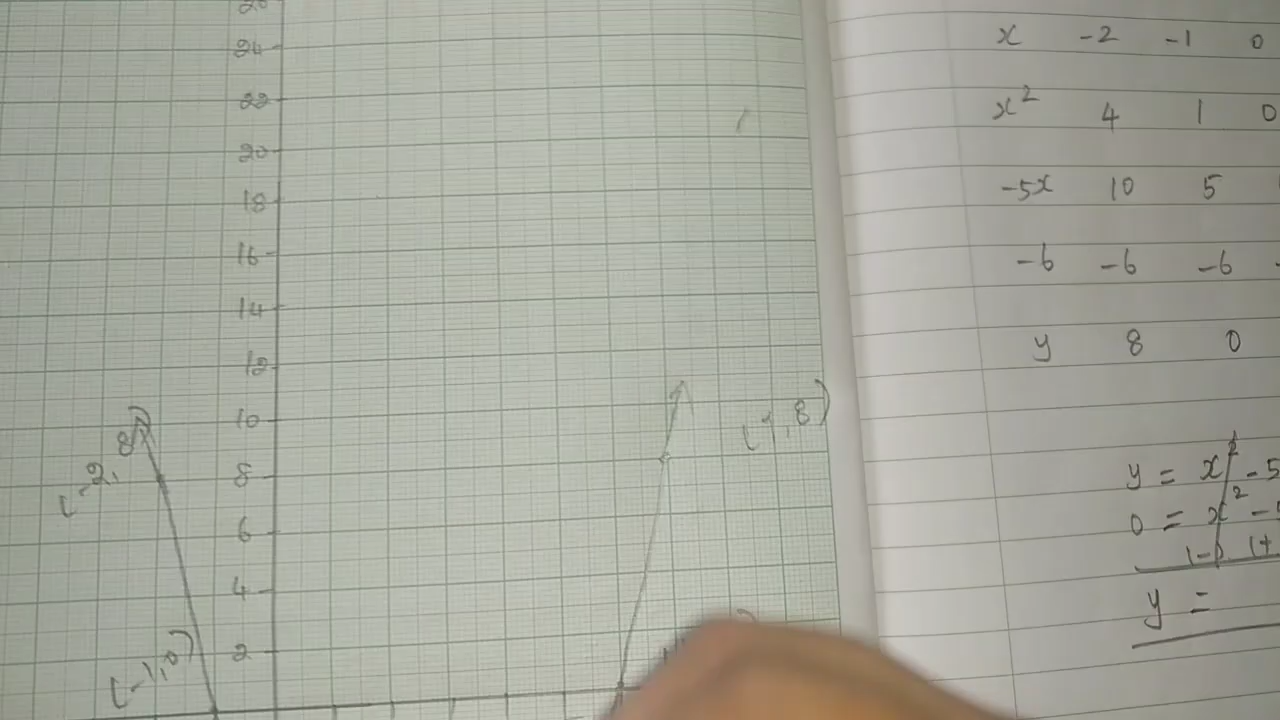 24
22
20
18
16
14
12
10
8
6
4
2
(-2, 8)
(-1, 0)
(7, 8)
x -2 -1 0
x² 4 1 0
-5x 10 5
-6 -6 -6
y 8 0
y = x² - 5
0 = x² -
(-) (+
y =